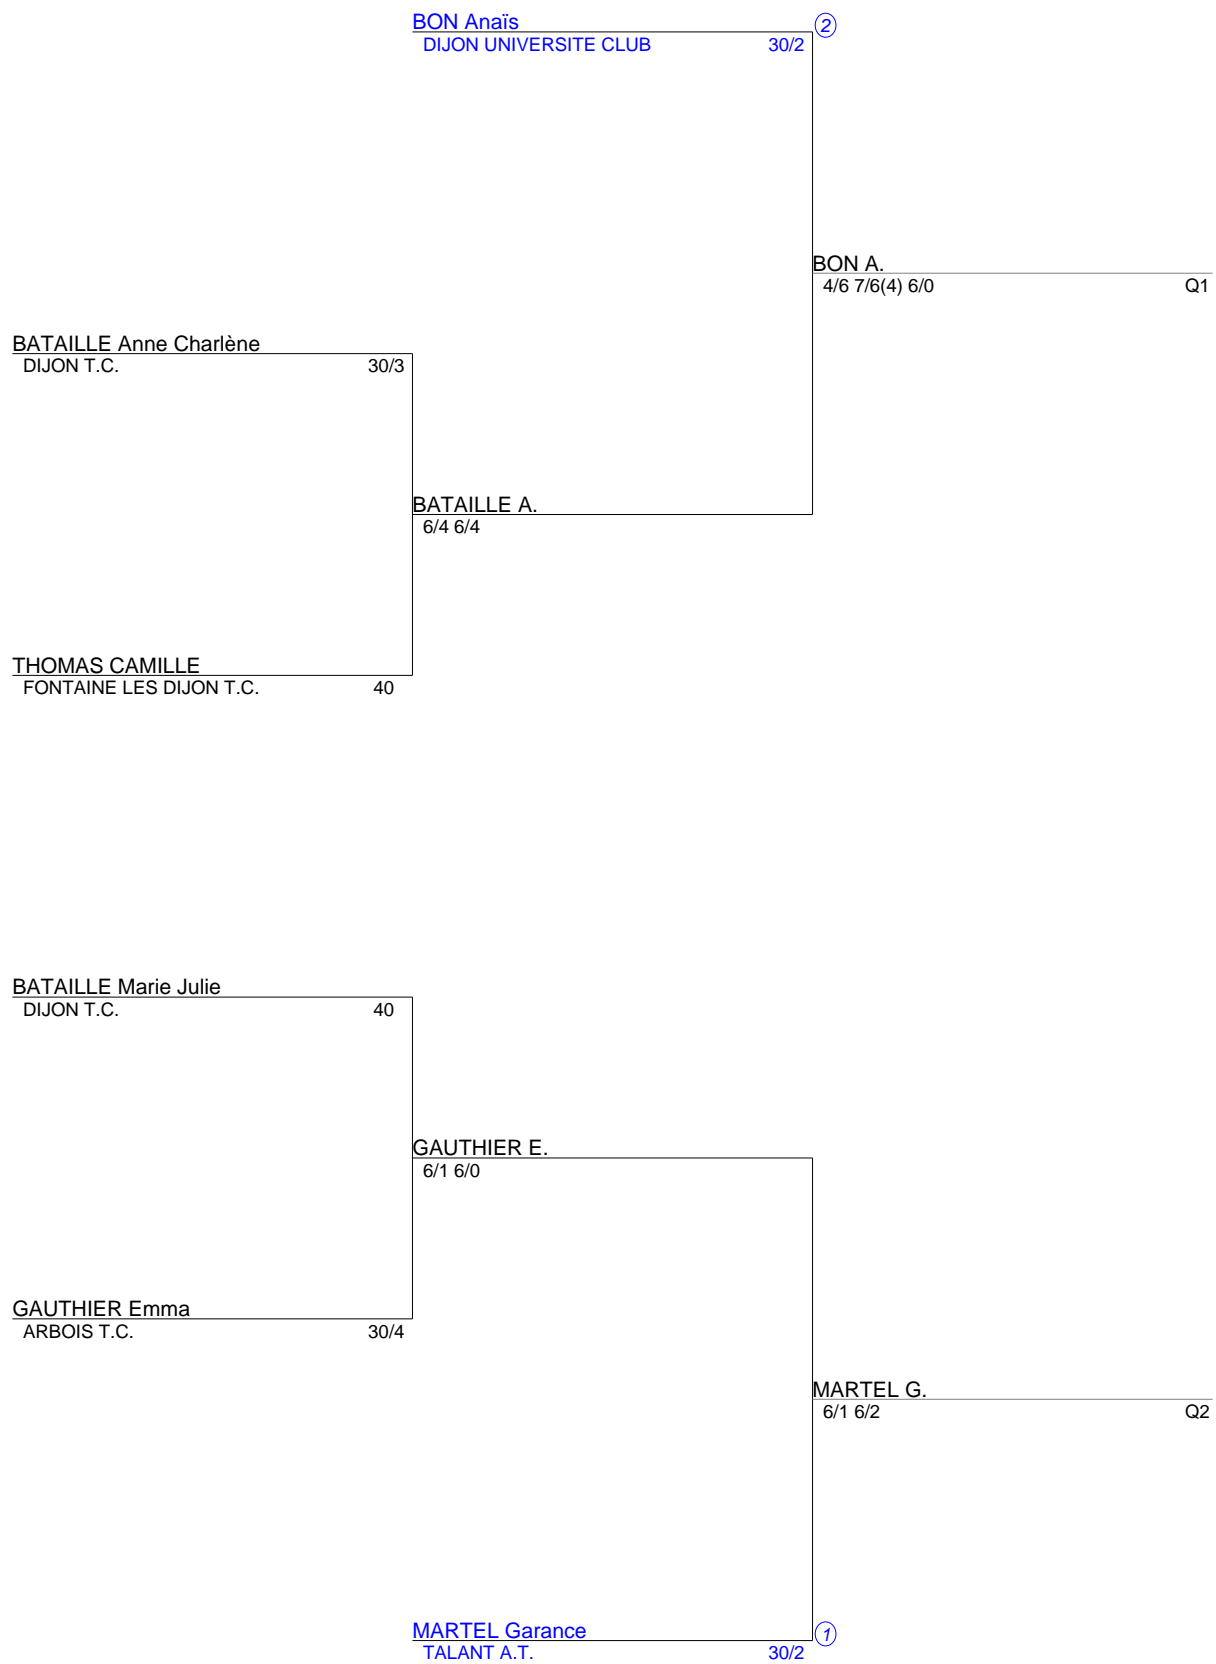 BON Anaïs
2
DIJON UNIVERSITE CLUB 30/2
BON A.
4/6 7/6(4) 6/0 Q1
BATAILLE Anne Charlène
DIJON T.C. 30/3
BATAILLE A.
6/4 6/4
THOMAS CAMILLE
FONTAINE LES DIJON T.C. 40
BATAILLE Marie Julie
DIJON T.C. 40
GAUTHIER E.
6/1 6/0
GAUTHIER Emma
ARBOIS T.C. 30/4
MARTEL G.
6/1 6/2 Q2
MARTEL Garance
1
TALANT A.T. 30/2